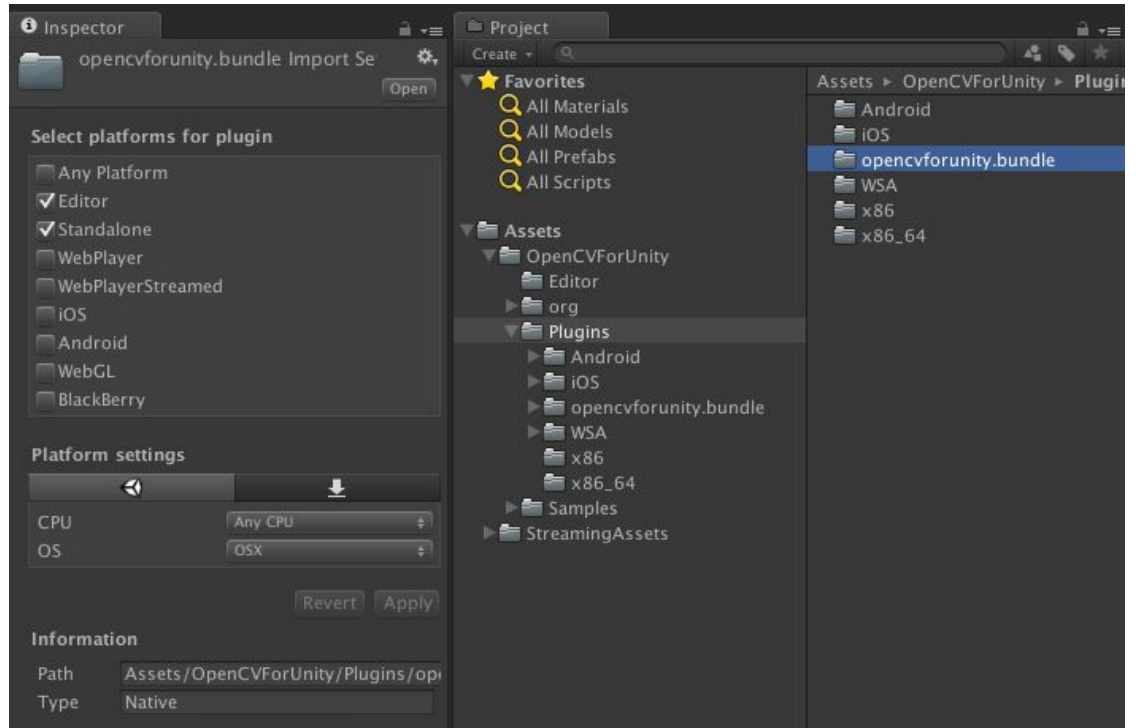 Inspector
opencvforunity.bundle Import Se
Open
Select platforms for plugin
Any Platform
Editor
Standalone
WebPlayer
WebPlayerStreamed
iOS
Android
WebGL
BlackBerry
Platform settings
CPU Any CPU
OS OSX
Revert Apply
Information
Path Assets/OpenCVForUnity/Plugins/op
Type Native
Project
Create
Favorites
All Materials
All Models
All Prefabs
All Scripts
Assets
OpenCVForUnity
Editor
org
Plugins
Android
iOS
opencvforunity.bundle
WSA
x86
x86_64
Samples
StreamingAssets
Assets OpenCVForUnity Plugin
Android
iOS
opencvforunity.bundle
WSA
x86
x86_64